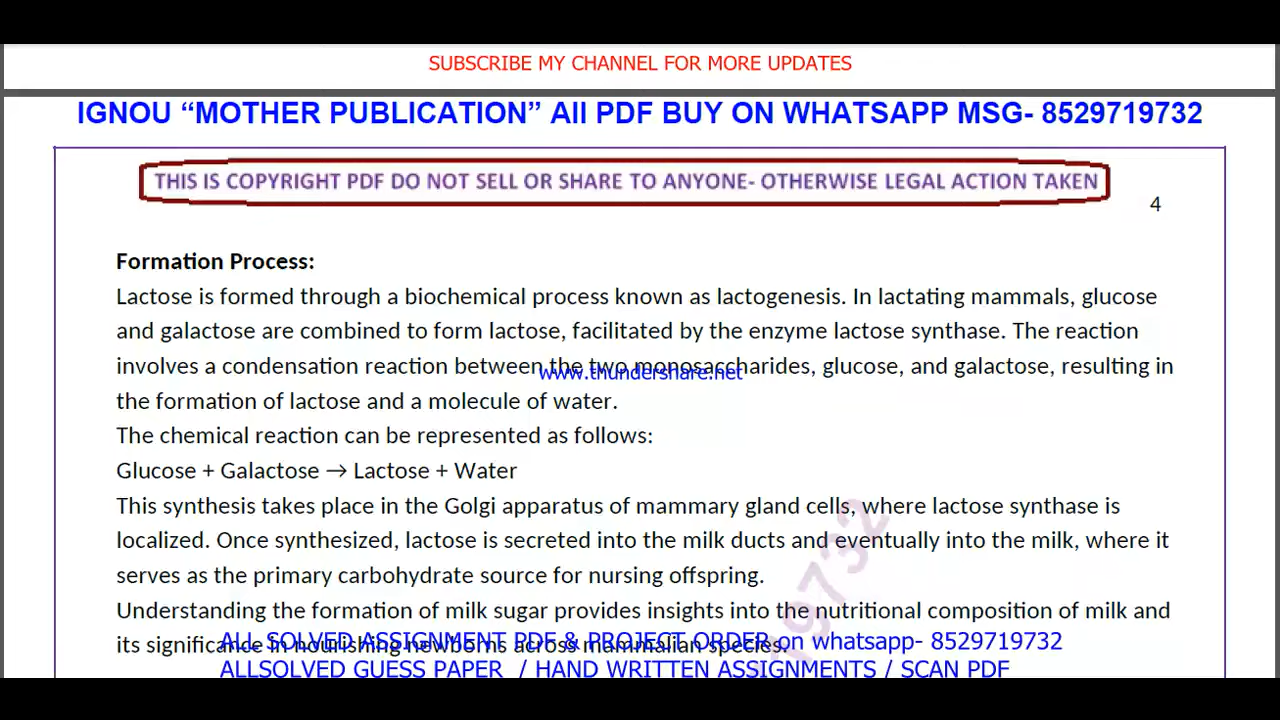 SUBSCRIBE MY CHANNEL FOR MORE UPDATES
IGNOU “MOTHER PUBLICATION” All PDF BUY ON WHATSAPP MSG- 8529719732
THIS IS COPYRIGHT PDF DO NOT SELL OR SHARE TO ANYONE- OTHERWISE LEGAL ACTION TAKEN
4
Formation Process:
Lactose is formed through a biochemical process known as lactogenesis. In lactating mammals, glucose
and galactose are combined to form lactose, facilitated by the enzyme lactose synthase. The reaction
involves a condensation reaction between the two monosaccharides, glucose, and galactose, resulting in
www.thundershare.net
the formation of lactose and a molecule of water.
The chemical reaction can be represented as follows:
Glucose + Galactose → Lactose + Water
This synthesis takes place in the Golgi apparatus of mammary gland cells, where lactose synthase is
localized. Once synthesized, lactose is secreted into the milk ducts and eventually into the milk, where it
serves as the primary carbohydrate source for nursing offspring.
19732
Understanding the formation of milk sugar provides insights into the nutritional composition of milk and
its significance in nourishing newborns across mammalian species.
ALL SOLVED ASSIGNMENT PDF & PROJECT ORDER on whatsapp- 8529719732
ALLSOLVED GUESS PAPER / HAND WRITTEN ASSIGNMENTS / SCAN PDF